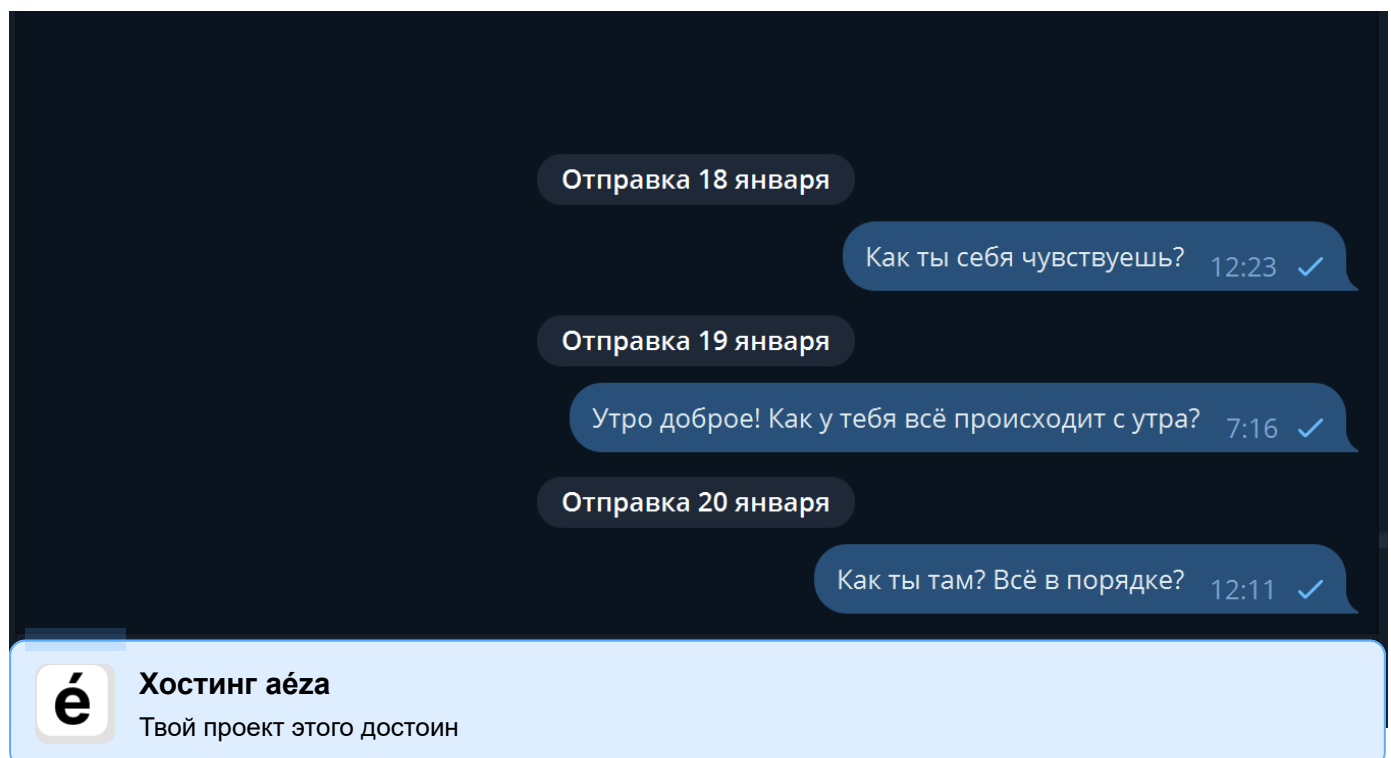 Отправка 18 января
Как ты себя чувствуешь? 12:23
Отправка 19 января
Утро доброе! Как у тебя всё происходит с утра? 7:16
Отправка 20 января
Как ты там? Всё в порядке? 12:11
é
Хостинг aéza
Твой проект этого достоин